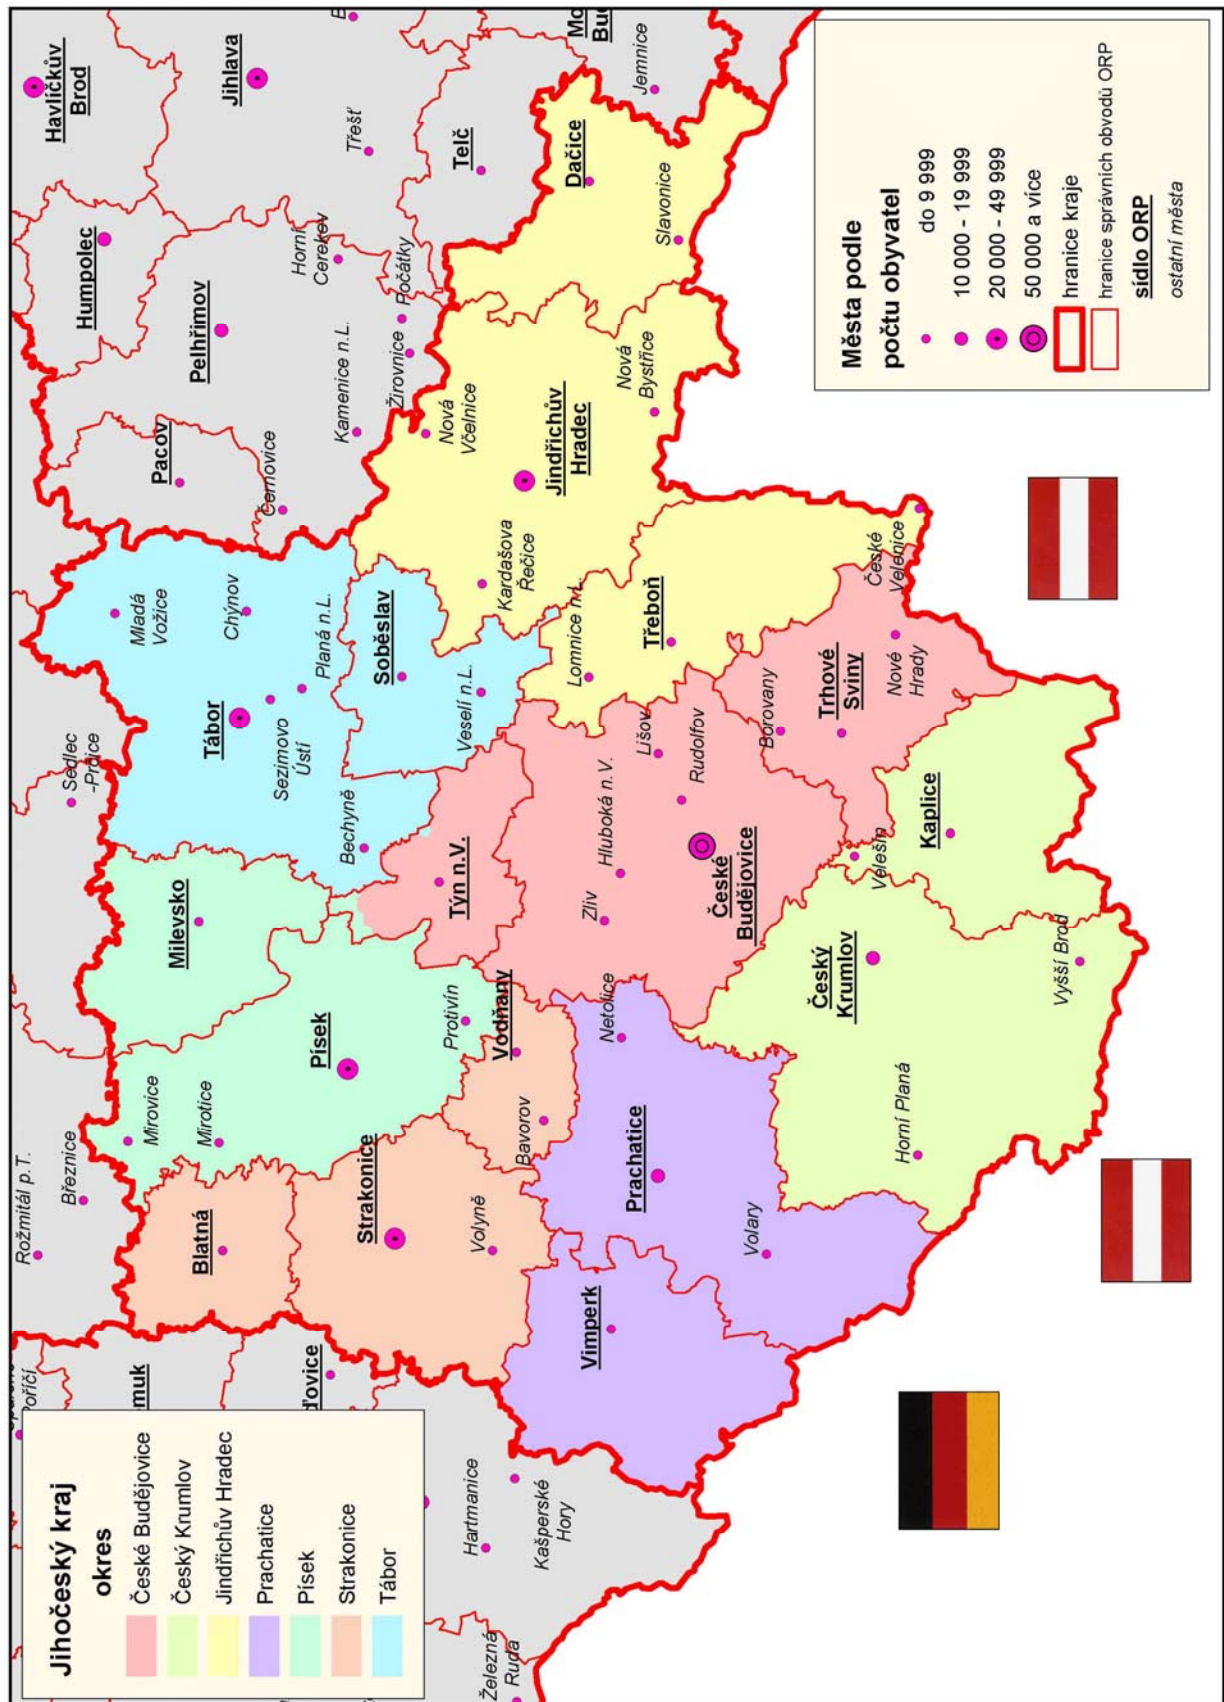 Jihočeský kraj
okres
České Budějovice
Český Krumlov
Jindřichův Hradec
Prachatice
Písek
Strakonice
Tábor
Města podle
počtu obyvatel
do 9 999
10 000 - 19 999
20 000 - 49 999
50 000 a více
hranice kraje
hranice správních obvodů ORP
sídlo ORP
ostatní města
Rožmitál p.T.
Březnice
Sedlec
-Prčice
Humpolec
Havlíčkův
Brod
Mirovice
Mirotice
Milevsko
Mladá
Vožice
Pacov
Pelhřimov
Jihlava
Blatná
Tábor
Chýnov
Sezimovo
Ústí
Planá n.L.
Černovice
Kamenice n.L.
Horní
Cerekev
Třešť
ďovice
Písek
Bechyně
Soběslav
Žirovnice
Počátky
Telč
Strakonice
Protivín
Týn n.V.
Veselí n.L.
Nová
Včelnice
Hartmanice
Volyně
Vodňany
Kardašova
Řečice
Železná
Ruda
Kašperské
Hory
Bavorov
Jindřichův
Hradec
Dačice
Vimperk
Netolice
Zliv
Hluboká n.V.
Lomnice n.L.
Prachatice
Lišov
Třeboň
Nová
Bystřice
Slavonice
Jemnice
Rudolfov
České
Budějovice
Volary
Borovany
Trhové
Sviny
Český
Krumlov
Velešín
Nové
Hrady
České
Velenice
Horní Planá
Kaplice
Vyšší Brod